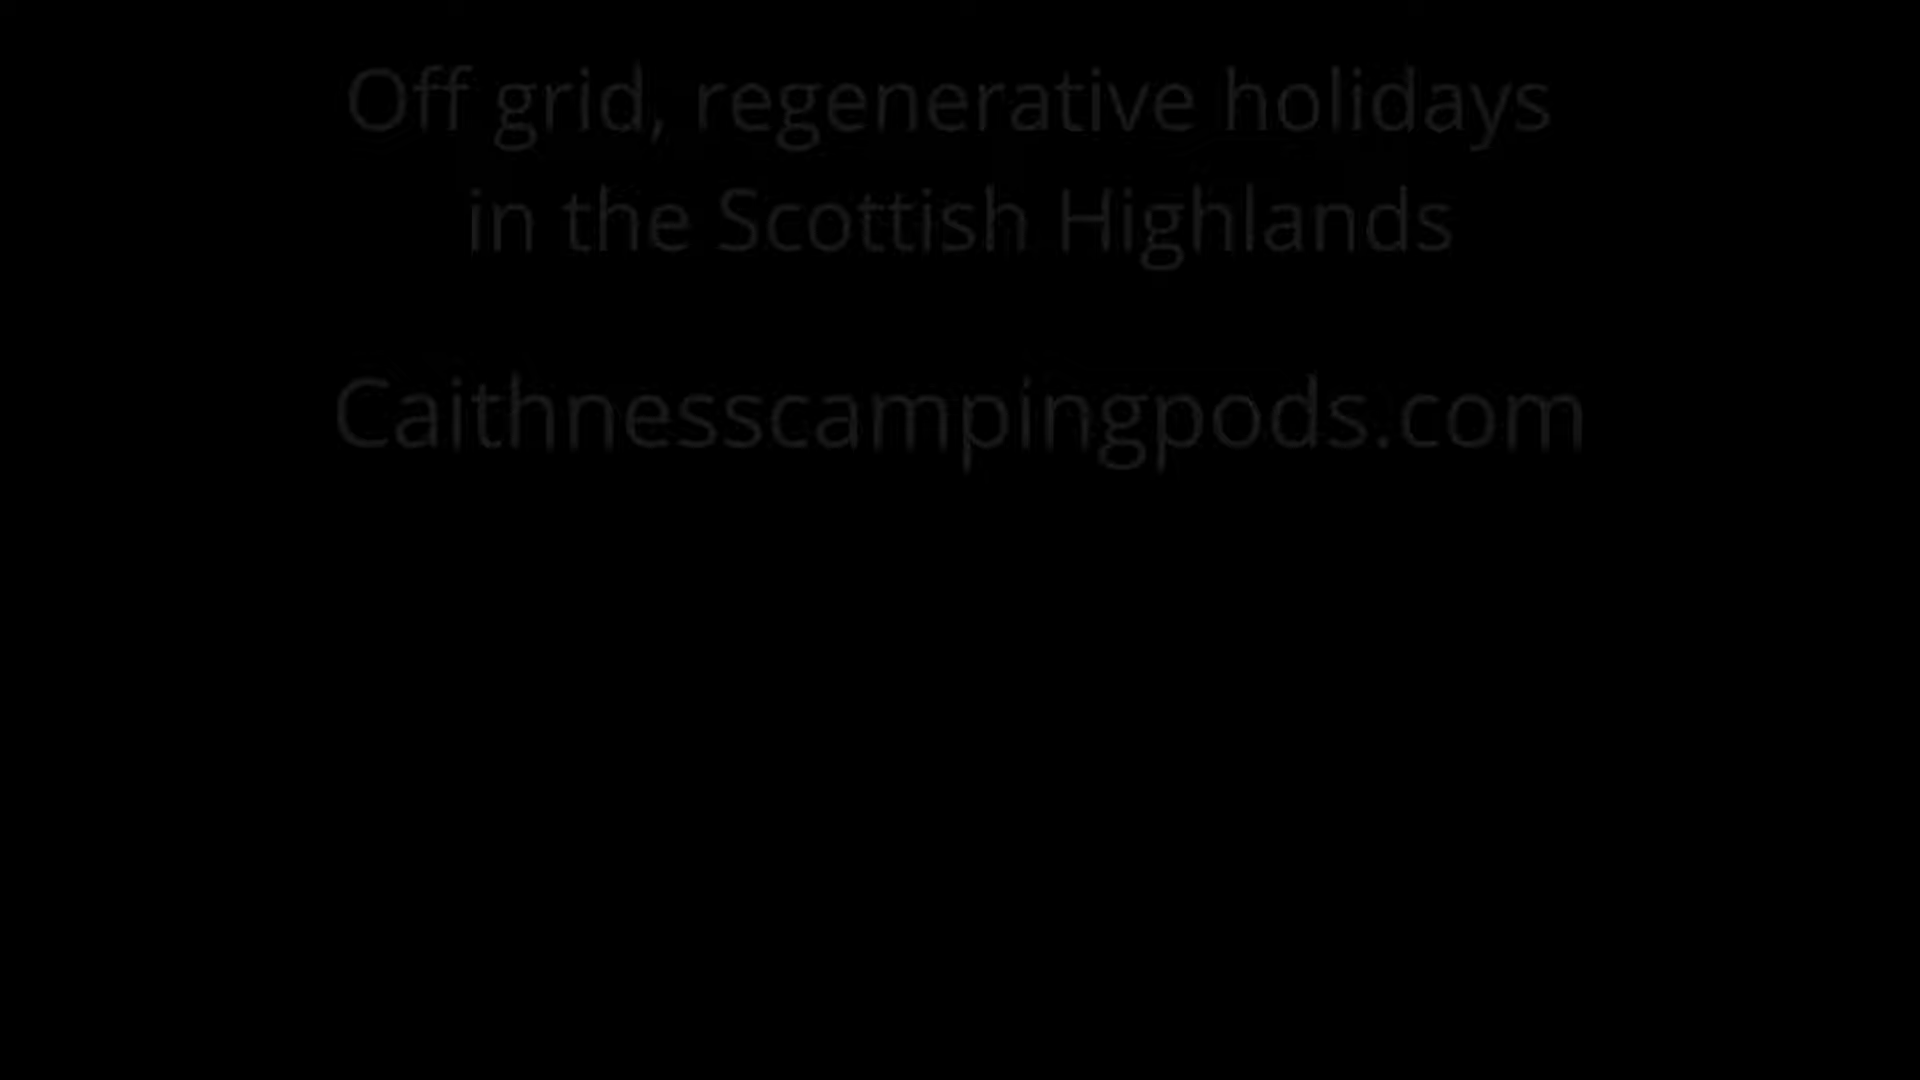 Off grid, regenerative holidays
in the Scottish Highlands
Caithnesscampingpods.com